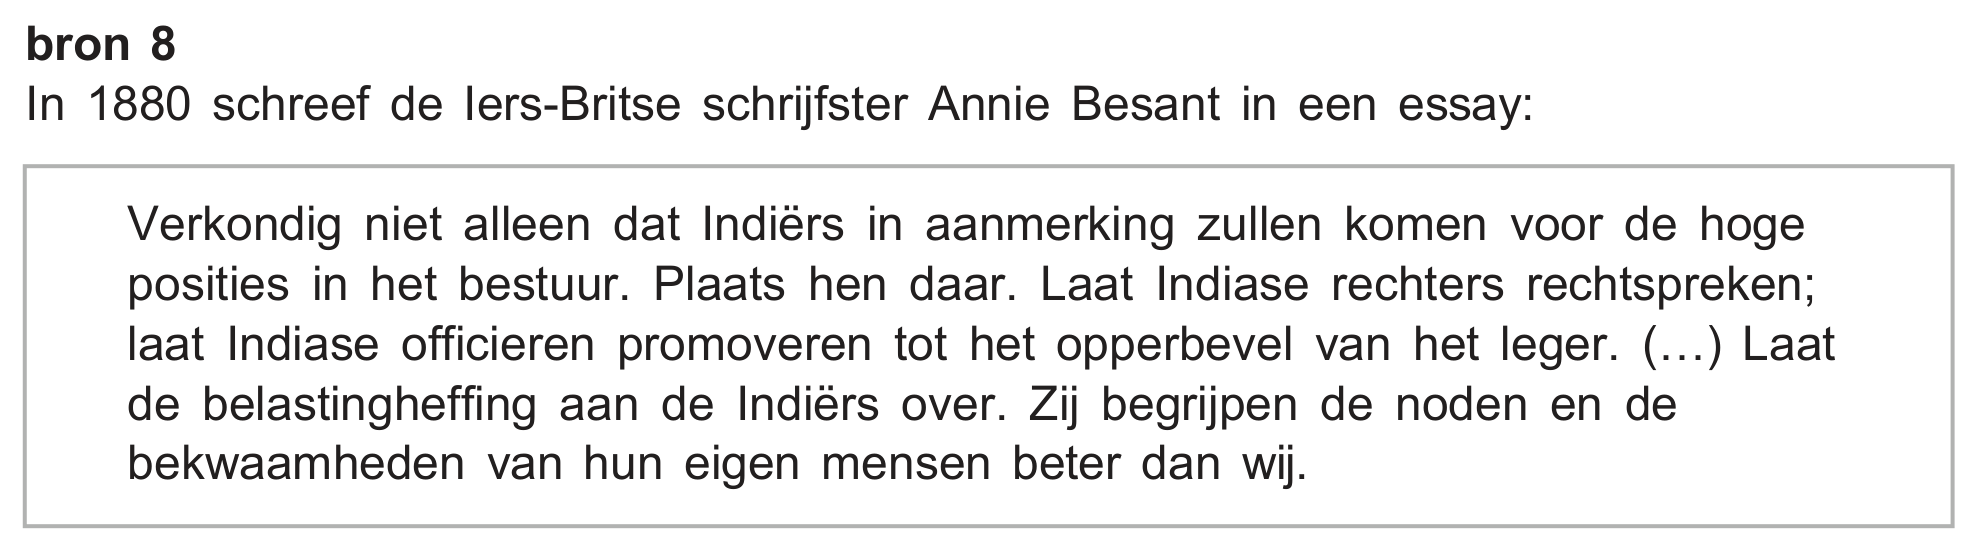 bron 8
In 1880 schreef de Iers-Britse schrijfster Annie Besant in een essay:
Verkondig niet alleen dat Indiërs in aanmerking zullen komen voor de hoge
posities in het bestuur. Plaats hen daar. Laat Indiase rechters rechtspreken;
laat Indiase officieren promoveren tot het opperbevel van het leger. (…) Laat
de belastingheffing aan de Indiërs over. Zij begrijpen de noden en de
bekwaamheden van hun eigen mensen beter dan wij.